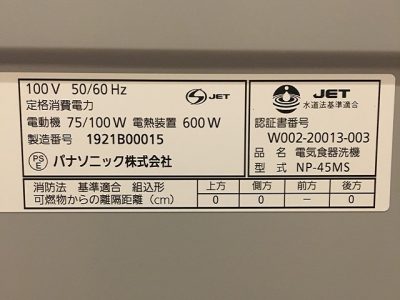 100V 50/60Hz
JET
定格消費電力
電動機 75/100W 電熱装置 600W
製造番号 1921B00015
PSE パナソニック株式会社
JET
水道法基準適合
認証書番号
W002-20013-003
品名 電気食器洗機
型式 NP-45MS
消防法 基準適合 組込形
可燃物からの離隔距離(cm)
上方 側方 前方 後方
0 0 - 0